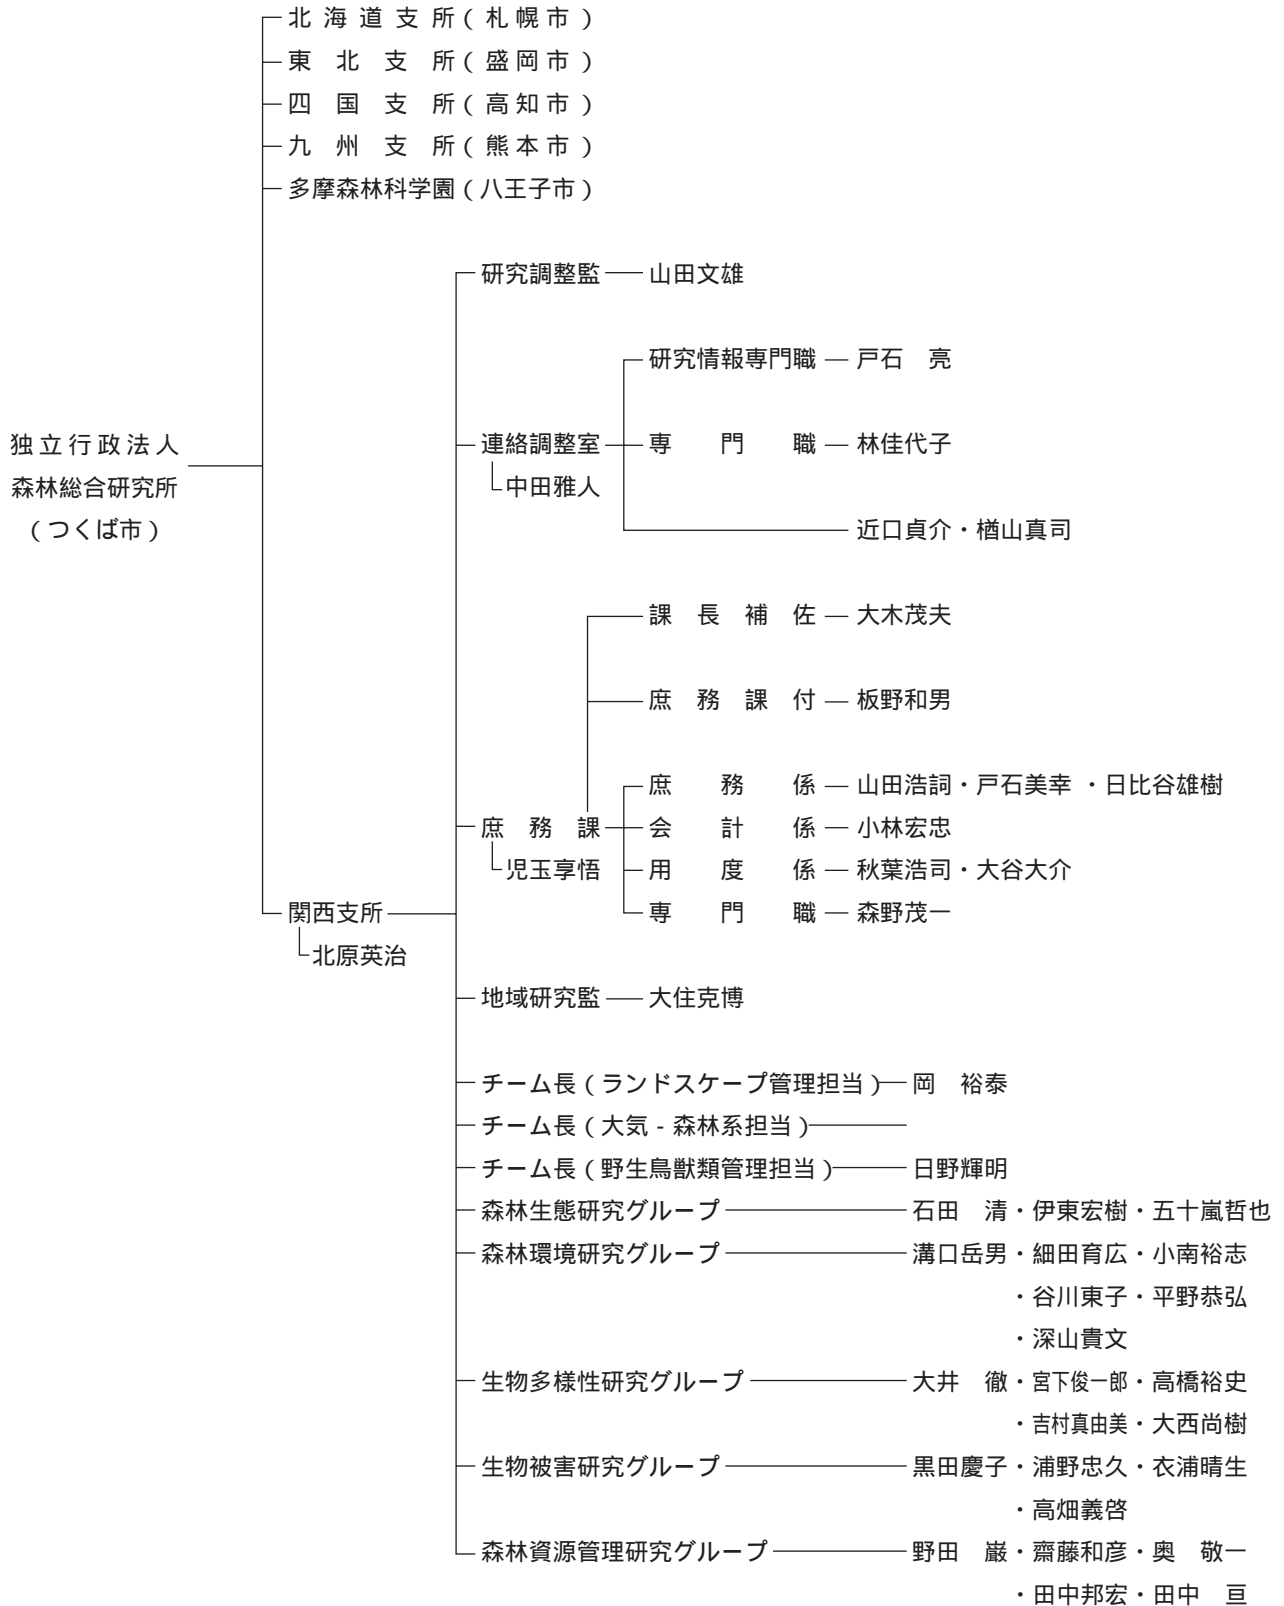 北海道支所(札幌市)
東北支所(盛岡市)
四国支所(高知市)
九州支所(熊本市)
多摩森林科学園(八王子市)
研究調整監 山田文雄
研究情報専門職 戸石 亮
独立行政法人
森林総合研究所
(つくば市)
連絡調整室
中田雅人
専門職 林佳代子
近口貞介・楢山真司
課長補佐 大木茂夫
庶務課付 板野和男
庶務係 山田浩詞・戸石美幸・日比谷雄樹
庶務課
児玉享悟
会計係 小林宏忠
用度係 秋葉浩司・大谷大介
専門職 森野茂一
関西支所
北原英治
地域研究監 大住克博
チーム長(ランドスケープ管理担当) 岡 裕泰
チーム長(大気‐森林系担当)
チーム長(野生鳥獣類管理担当) 日野輝明
森林生態研究グループ 石田 清・伊東宏樹・五十嵐哲也
森林環境研究グループ 溝口岳男・細田育広・小南裕志
・谷川東子・平野恭弘
・深山貴文
生物多様性研究グループ 大井 徹・宮下俊一郎・高橋裕史
・吉村真由美・大西尚樹
生物被害研究グループ 黒田慶子・浦野忠久・衣浦晴生
・高畑義啓
森林資源管理研究グループ 野田 巌・齋藤和彦・奥 敬一
・田中邦宏・田中 亘